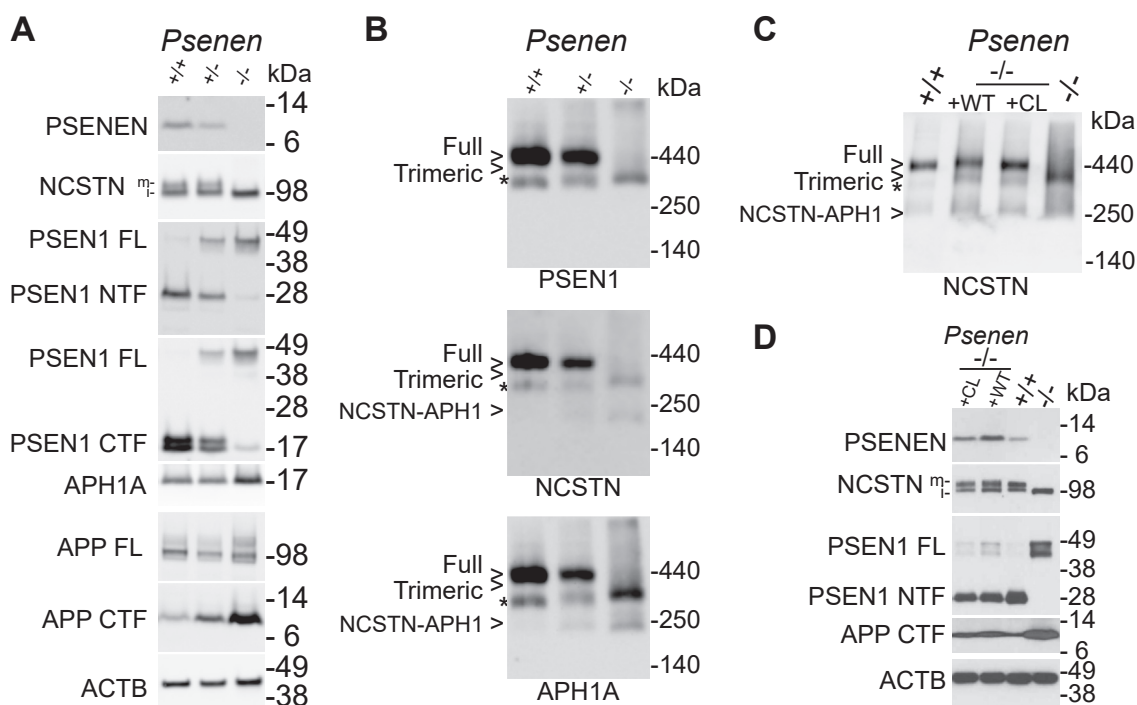 A
Psenen
+/+ +/- -/- kDa
PSENEN
-14
- 6
NCSTN m- i-
-98
PSEN1 FL
-49
-38
PSEN1 NTF
-28
PSEN1 FL
-49
-38
-28
PSEN1 CTF
-17
APH1A
-17
APP FL
-98
APP CTF
-14
- 6
ACTB
-49
-38
B
Psenen
+/+ +/- -/-
kDa
Full >
Trimeric >
*
-440
-250
-140
PSEN1
Full >
Trimeric >
*
NCSTN-APH1 >
-440
-250
-140
NCSTN
Full >
Trimeric >
*
NCSTN-APH1 >
-440
-250
-140
APH1A
C
Psenen
-/-
+/+ +WT +CL -/-
kDa
Full >
Trimeric >
*
NCSTN-APH1 >
-440
-250
-140
NCSTN
D
Psenen
-/-
+CL +WT +/+ -/- kDa
PSENEN
-14
- 6
NCSTN m- i-
-98
PSEN1 FL
-49
-38
PSEN1 NTF
-28
APP CTF
-14
- 6
ACTB
-49
-38